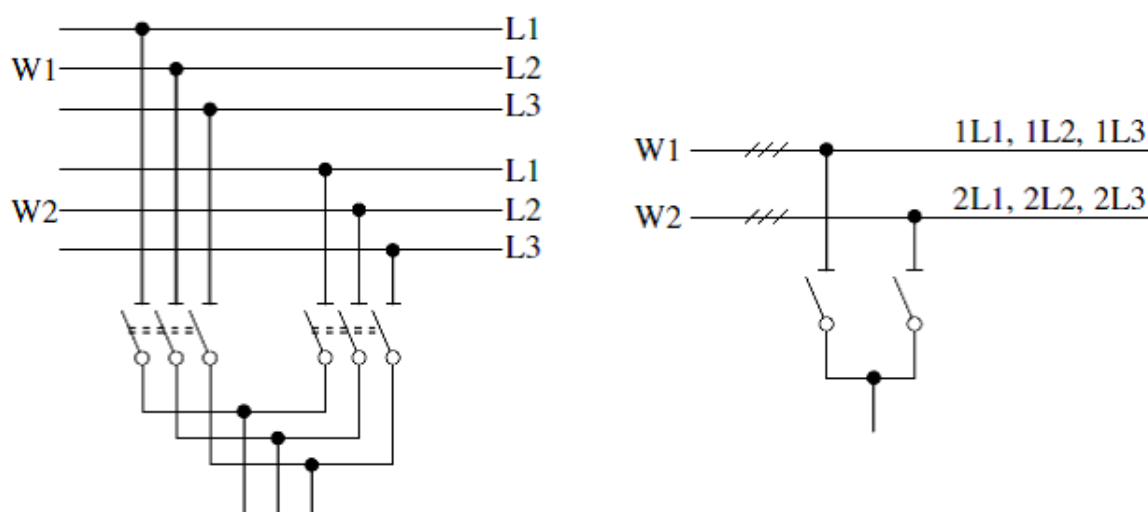 L1
W1 L2
L3
L1
W2 L2
L3
W1 1L1, 1L2, 1L3
W2 2L1, 2L2, 2L3